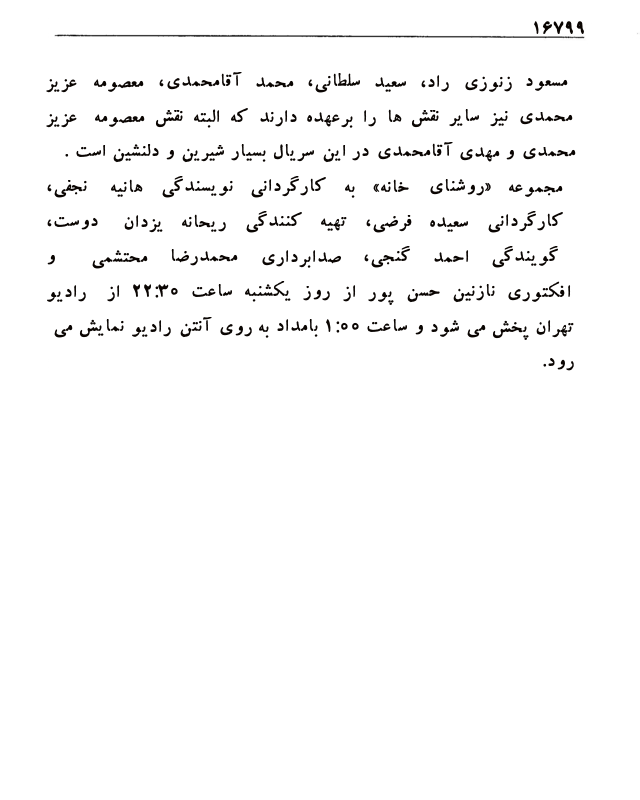 ۱۶۷۹۹
مسعود زنوزی راد، سعید سلطانی، محمد آقامحمدی، معصومه عزیز
محمدی نیز سایر نقش ها را برعهده دارند که البته نقش معصومه عزیز
محمدی و مهدی آقامحمدی در این سریال بسیار شیرین و دلنشین است .
مجموعه «روشنای خانه» به کارگردانی نویسندگی هانیه نجفی،
کارگردانی سعیده فرضی، تهیه کنندگی ریحانه یزدان دوست،
گویندگی احمد گنجی، صدابرداری محمدرضا محتشمی و
افکتوری نازنین حسن پور از روز یکشنبه ساعت ۲۲:۳۰ از رادیو
تهران پخش می شود و ساعت ۱:۰۰ بامداد به روی آنتن رادیو نمایش می
رود.